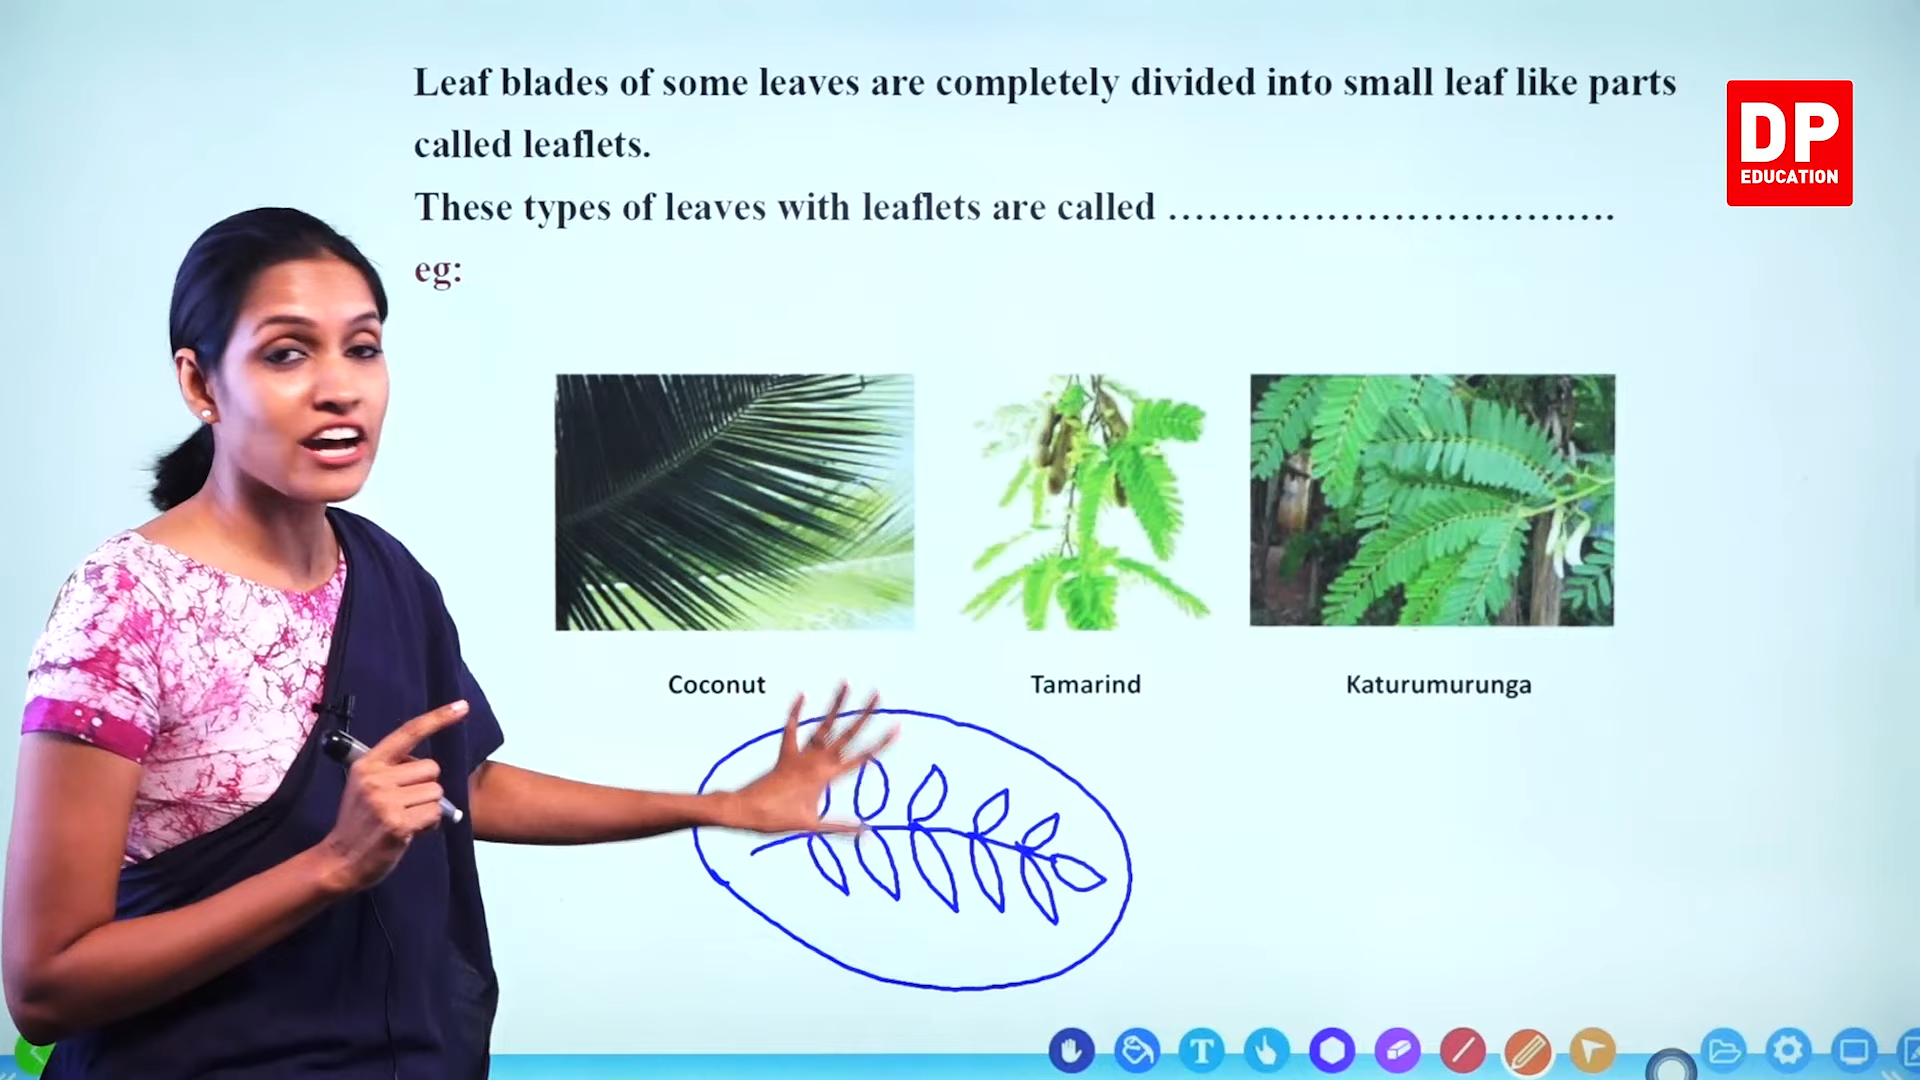 Leaf blades of some leaves are completely divided into small leaf like parts
called leaflets.
These types of leaves with leaflets are called ……………………………
eg:
DP
EDUCATION
Coconut
Tamarind
Katurumurunga
T